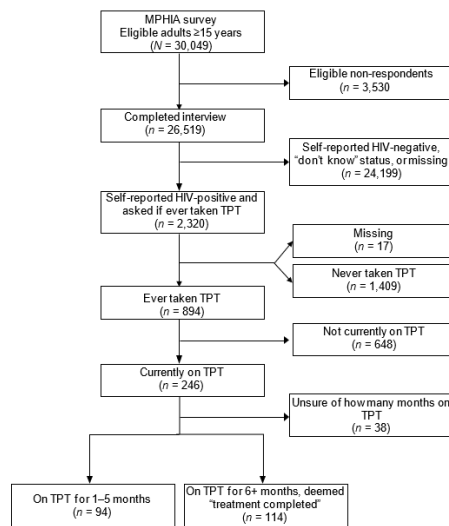 MPHIA survey
Eligible adults ≥15 years
(N = 30,049)
Eligible non-respondents
(n = 3,530
Completed interview
(n = 26,519)
Self-reported HIV-negative,
“don’t know” status, or missing
(n = 24,199)
Self-reported HIV-positive and
asked if ever taken TPT
(n = 2,320)
Missing
(n = 17)
Never taken TPT
(n = 1,409)
Ever taken TPT
(n = 894)
Not currently on TPT
(n = 648)
Currently on TPT
(n = 246)
Unsure of how many months on
TPT
(n = 38)
On TPT for 1–5 months
(n = 94)
On TPT for 6+ months, deemed
“treatment completed”
(n = 114)